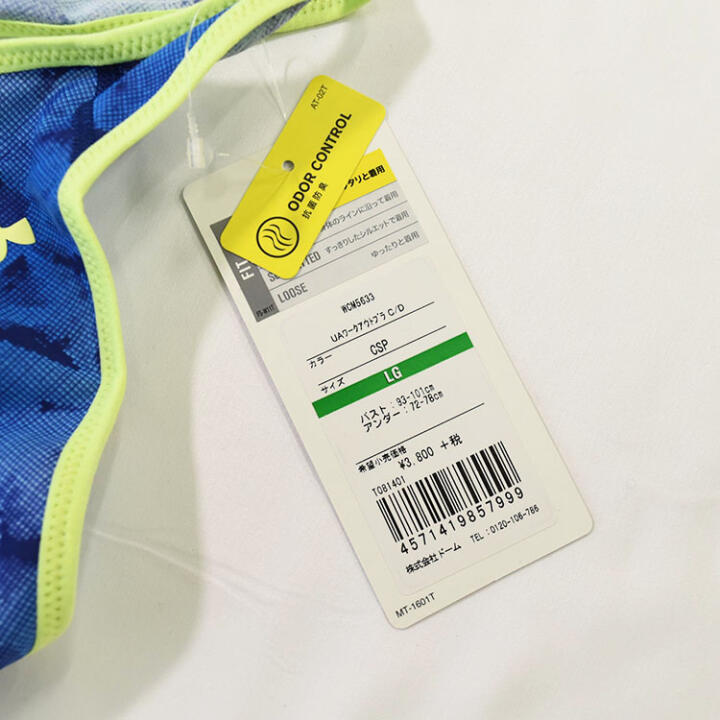 AT-02T
ODOR CONTROL
抗菌防臭
タリと着用
体のラインに沿って着用
すっきりしたシルエットで着用
LOOSE ゆったりと着用
FIT
WCM5633
UAワークアウトブラ C/D
カラー CSP
サイズ LG
バスト：93-101cm
アンダー：72-78cm
希望小売価格
¥3,800 +税
T081401
4571419857999
株式会社ドーム TEL：0120-106-786
MT-1601T